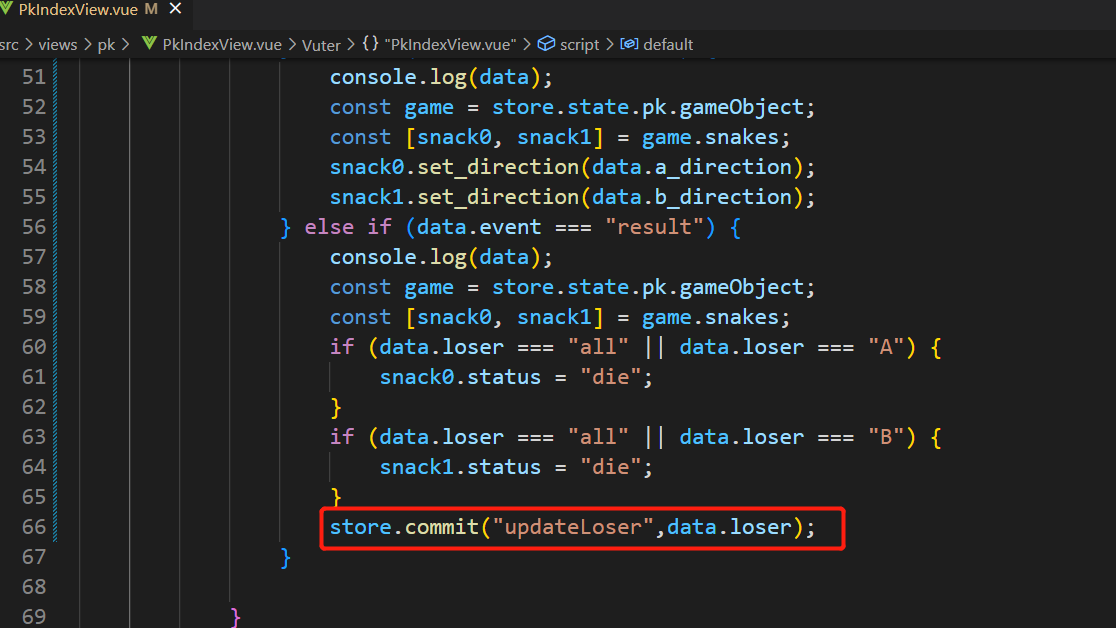 PkIndexView.vue M ✕
src > views > pk > PkIndexView.vue > Vuter > {} "PkIndexView.vue" > script > default
51 console.log(data);
52 const game = store.state.pk.gameObject;
53 const [snack0, snack1] = game.snakes;
54 snack0.set_direction(data.a_direction);
55 snack1.set_direction(data.b_direction);
56 } else if (data.event === "result") {
57 console.log(data);
58 const game = store.state.pk.gameObject;
59 const [snack0, snack1] = game.snakes;
60 if (data.loser === "all" || data.loser === "A") {
61 snack0.status = "die";
62 }
63 if (data.loser === "all" || data.loser === "B") {
64 snack1.status = "die";
65 }
66 store.commit("updateLoser",data.loser);
67 }
68
69 }